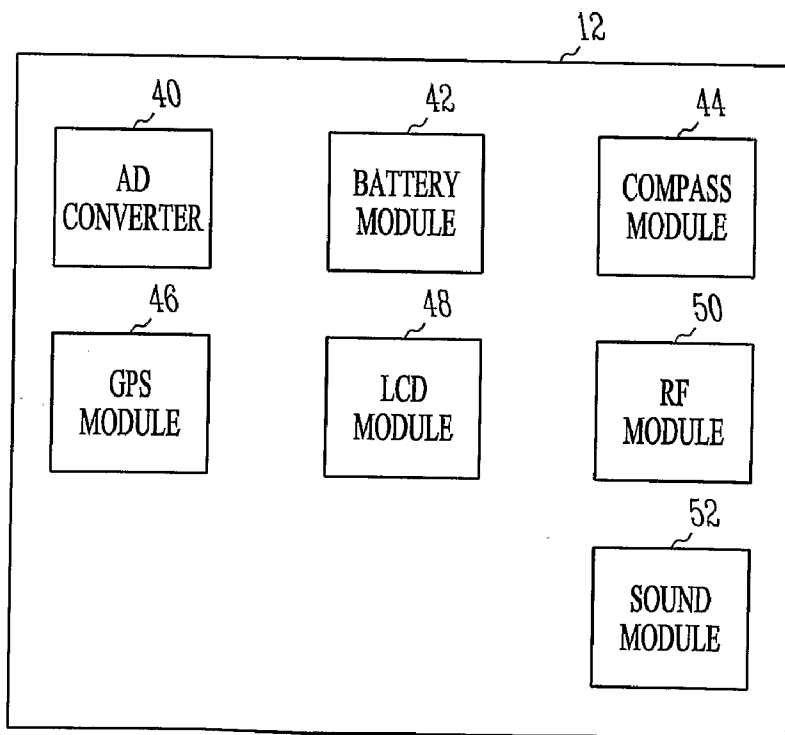 12
40
AD
CONVERTER
42
BATTERY
MODULE
44
COMPASS
MODULE
46
GPS
MODULE
48
LCD
MODULE
50
RF
MODULE
52
SOUND
MODULE